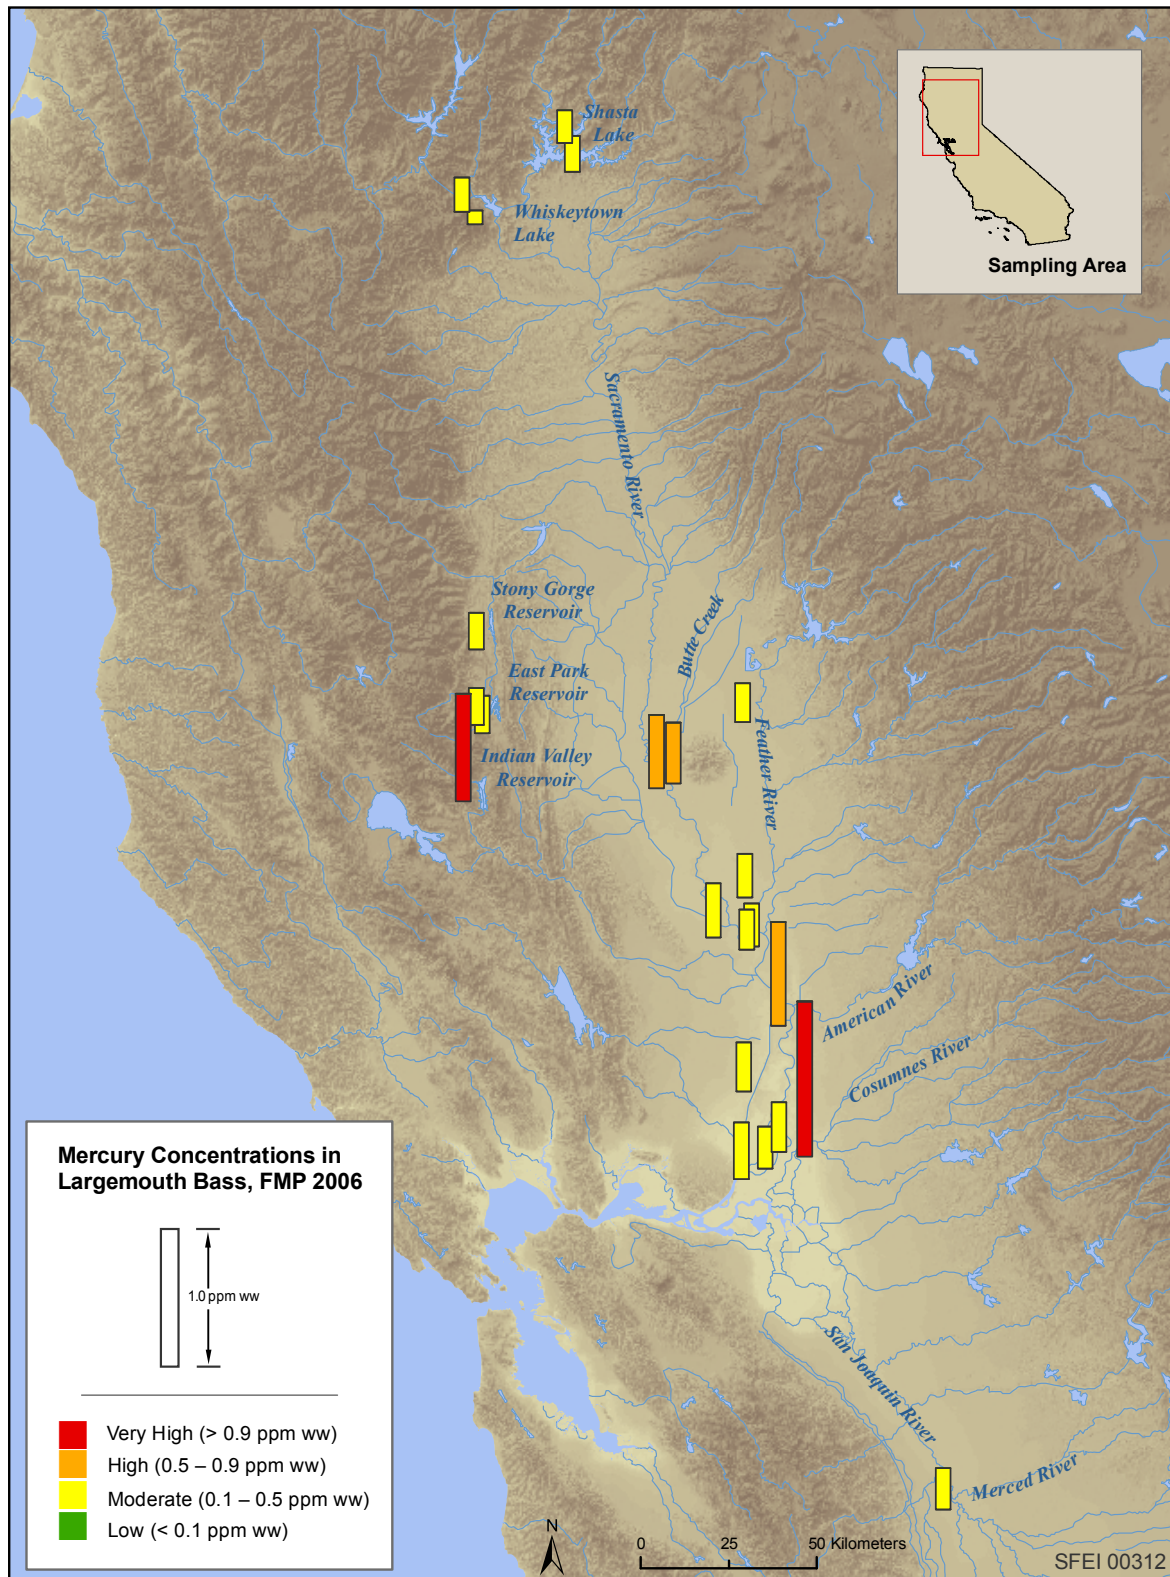 Shasta
Lake
Whiskeytown
Lake
Sampling Area
Sacramento River
Stony Gorge
Reservoir
Butte Creek
East Park
Reservoir
Feather River
Indian Valley
Reservoir
American River
Cosumnes River
Mercury Concentrations in
Largemouth Bass, FMP 2006
1.0 ppm ww
Very High (> 0.9 ppm ww)
High (0.5 – 0.9 ppm ww)
Moderate (0.1 – 0.5 ppm ww)
Low (< 0.1 ppm ww)
San Joaquin River
Merced River
N
0 25 50 Kilometers
SFEI 00312